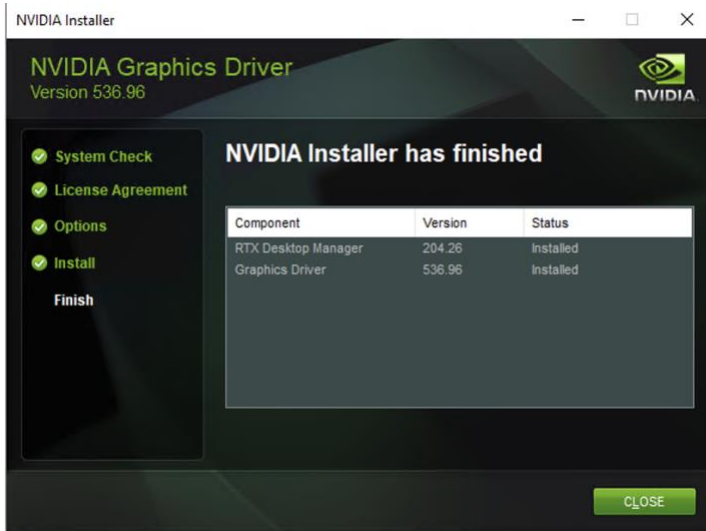 NVIDIA Installer
NVIDIA Graphics Driver
Version 536.96
NVIDIA
System Check
License Agreement
Options
Install
Finish
NVIDIA Installer has finished
Component Version Status
RTX Desktop Manager 204.26 Installed
Graphics Driver 536.96 Installed
CLOSE